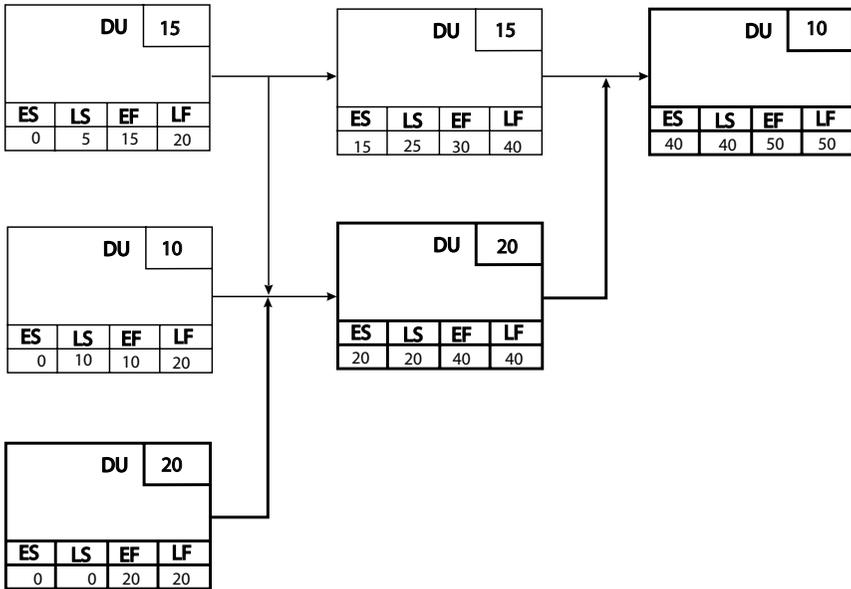 DU 15
ES LS EF LF
0 5 15 20
DU 15
ES LS EF LF
15 25 30 40
DU 10
ES LS EF LF
40 40 50 50
DU 10
ES LS EF LF
0 10 10 20
DU 20
ES LS EF LF
20 20 40 40
DU 20
ES LS EF LF
0 0 20 20